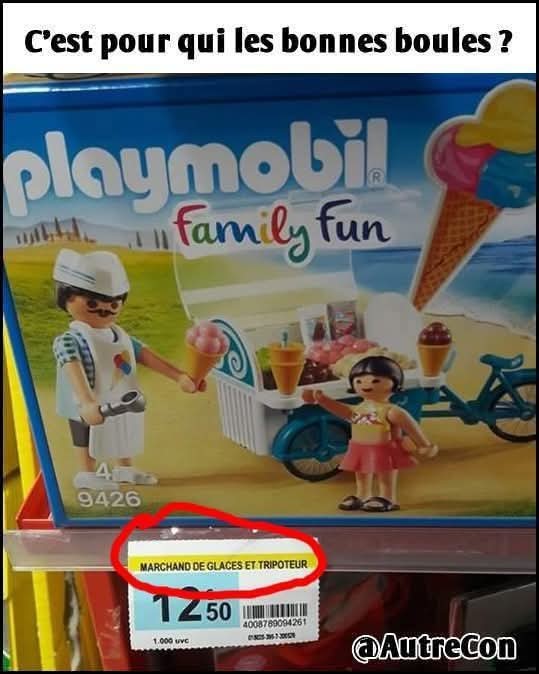 C'est pour qui les bonnes boules ?
playmobil®
family fun
4+
9426
MARCHAND DE GLACES ET TRIPOTEUR
12 50
4008789094261
1.000 uvc
@AutreCon